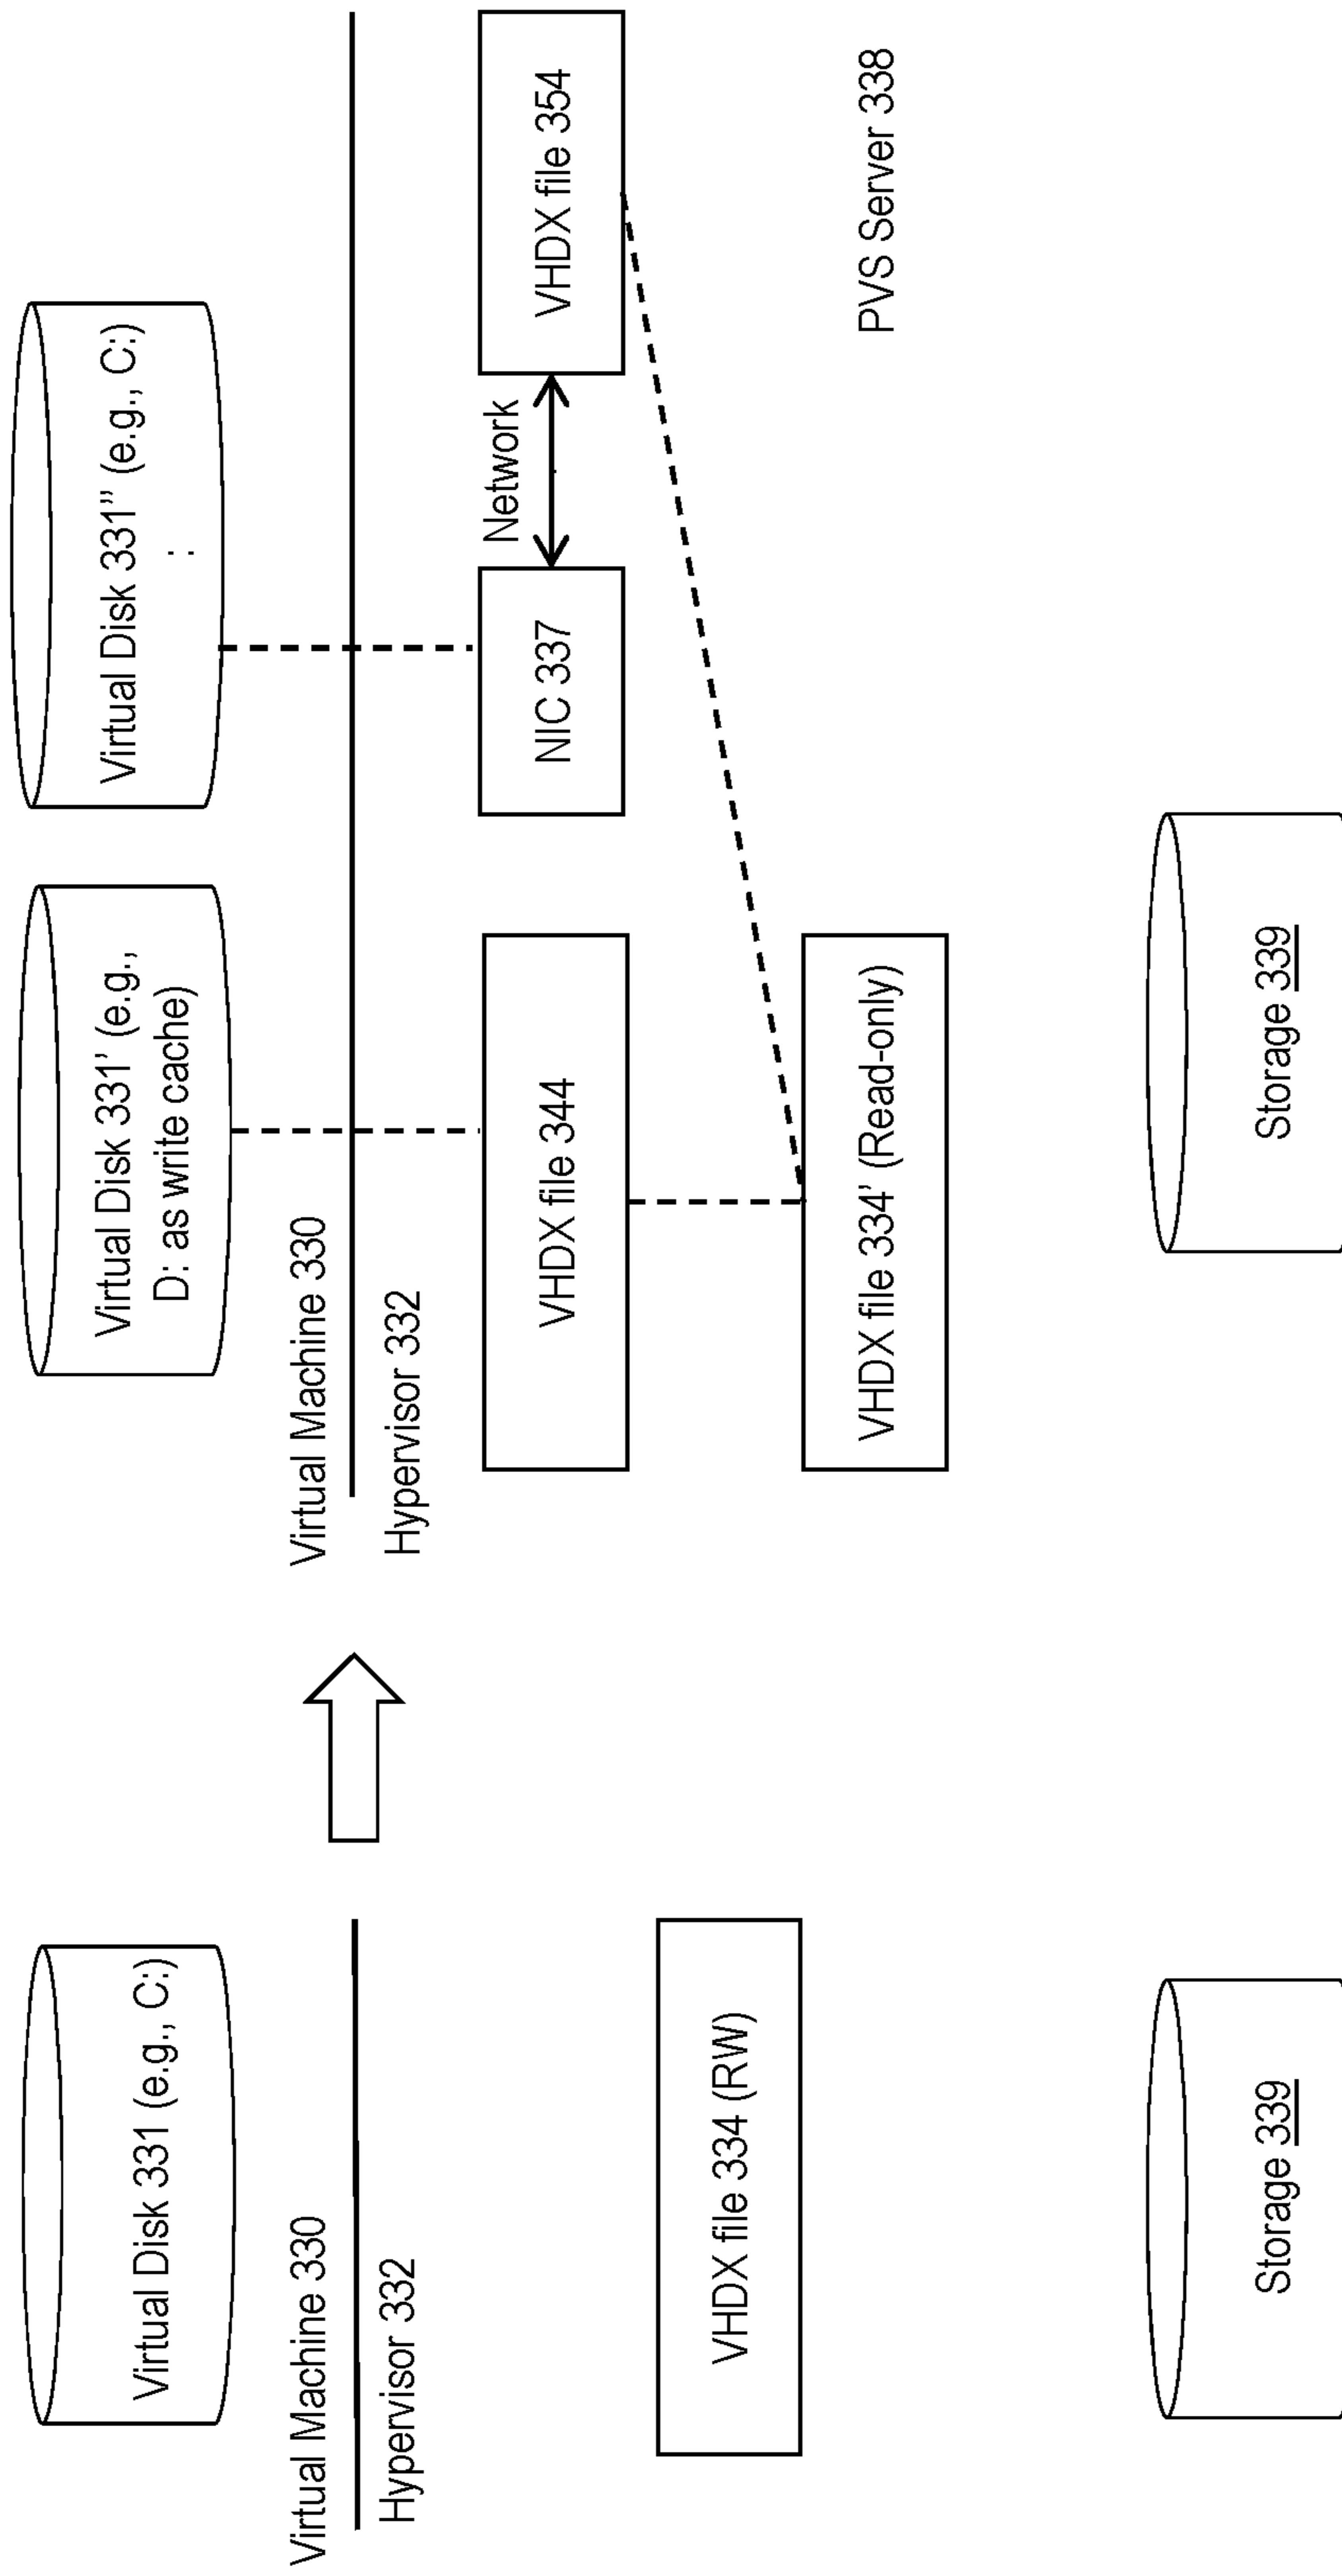 Virtual Disk 331 (e.g., C:)
Virtual Machine 330
Hypervisor 332
VHDX file 334 (RW)
Storage 339
Virtual Disk 331' (e.g.,
D: as write cache)
Virtual Disk 331” (e.g., C:)
:
Virtual Machine 330
Hypervisor 332
VHDX file 344
NIC 337
Network
VHDX file 354
VHDX file 334' (Read-only)
PVS Server 338
Storage 339